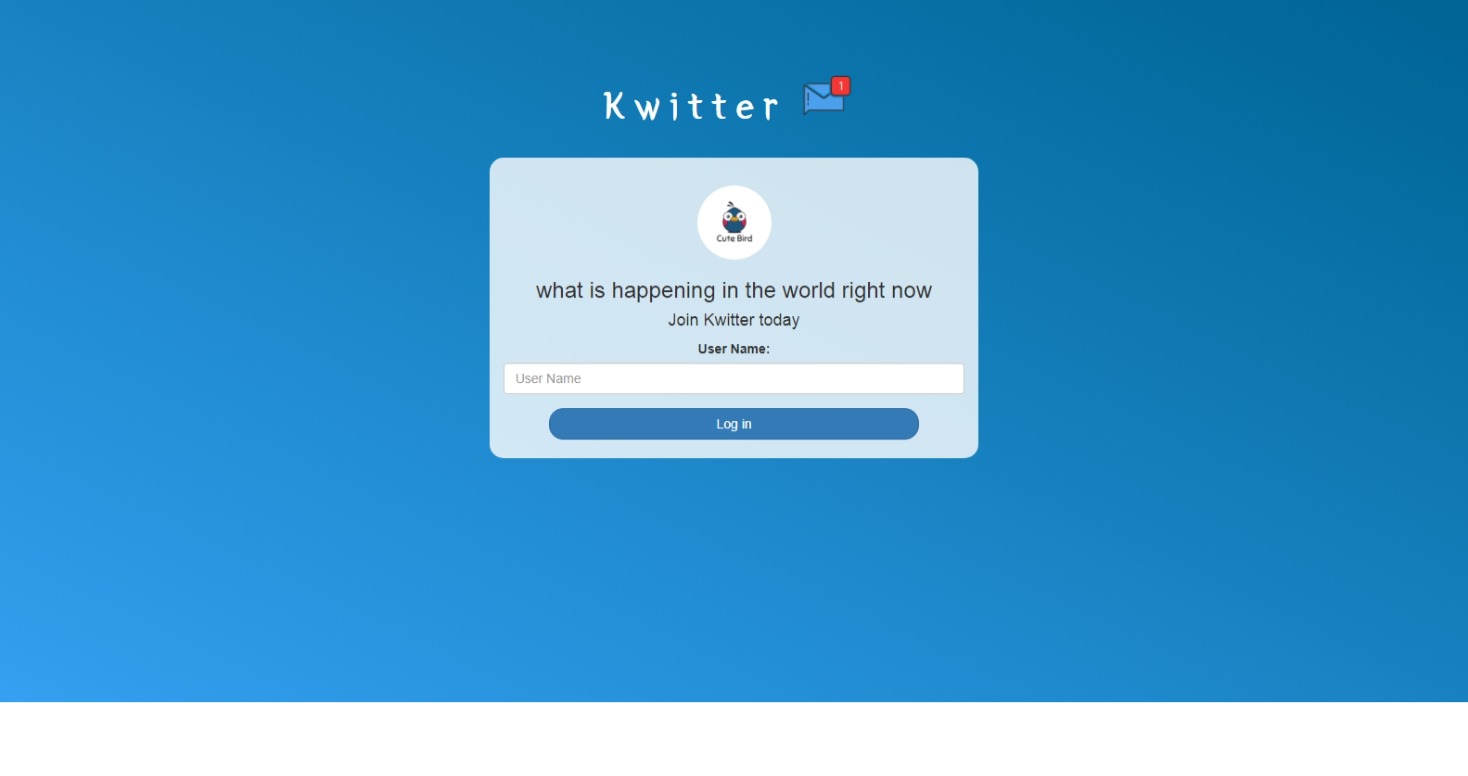 Kwitter 1
Cute Bird
what is happening in the world right now
Join Kwitter today
User Name:
User Name
Log in